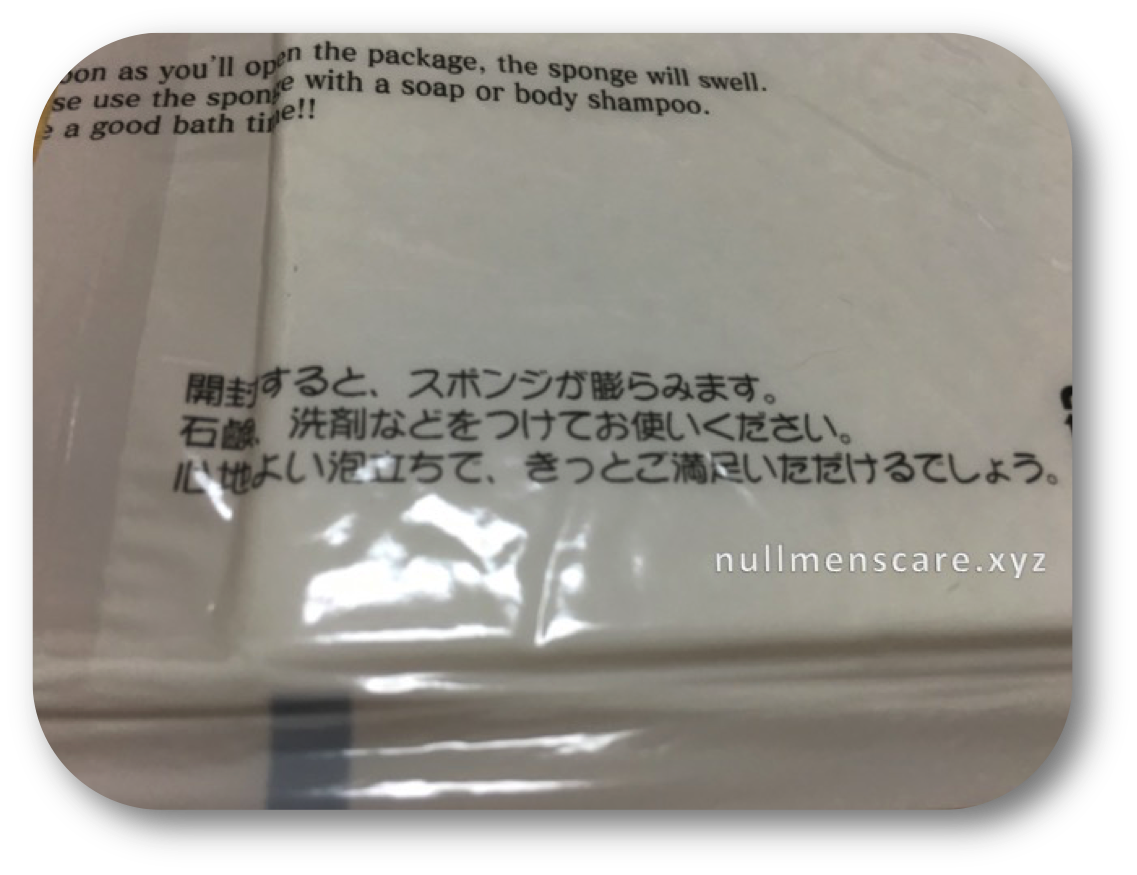 as you'll open the package, the sponge will swell.
use the sponge with a soap or body shampoo.
a good bath time!!
開封すると、スポンジが膨らみます。
石鹸、洗剤などをつけてお使いください。
心地よい泡立ちで、きっとご満足いただけるでしょう。
nullmenscare.xyz